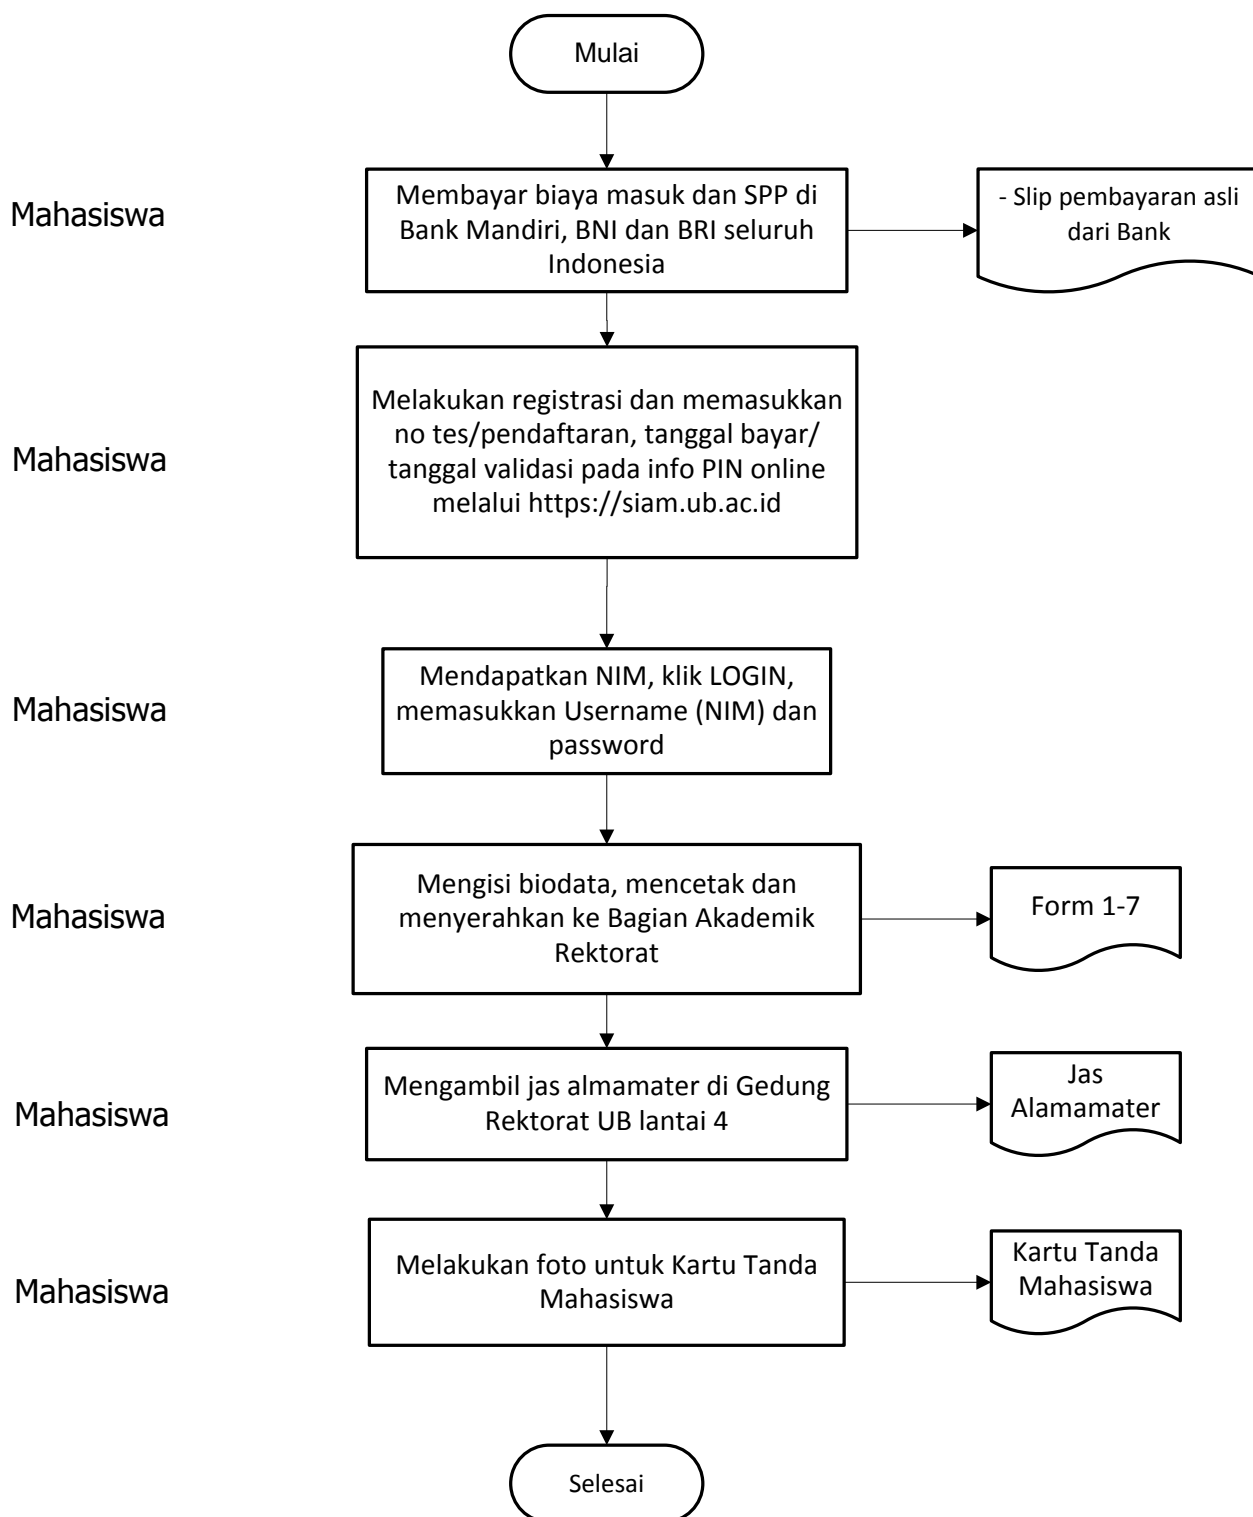 Mulai
Mahasiswa
Membayar biaya masuk dan SPP di
Bank Mandiri, BNI dan BRI seluruh
Indonesia
- Slip pembayaran asli
dari Bank
Mahasiswa
Melakukan registrasi dan memasukkan
no tes/pendaftaran, tanggal bayar/
tanggal validasi pada info PIN online
melalui https://siam.ub.ac.id
Mahasiswa
Mendapatkan NIM, klik LOGIN,
memasukkan Username (NIM) dan
password
Mahasiswa
Mengisi biodata, mencetak dan
menyerahkan ke Bagian Akademik
Rektorat
Form 1-7
Mahasiswa
Mengambil jas almamater di Gedung
Rektorat UB lantai 4
Jas
Alamamater
Mahasiswa
Melakukan foto untuk Kartu Tanda
Mahasiswa
Kartu Tanda
Mahasiswa
Selesai